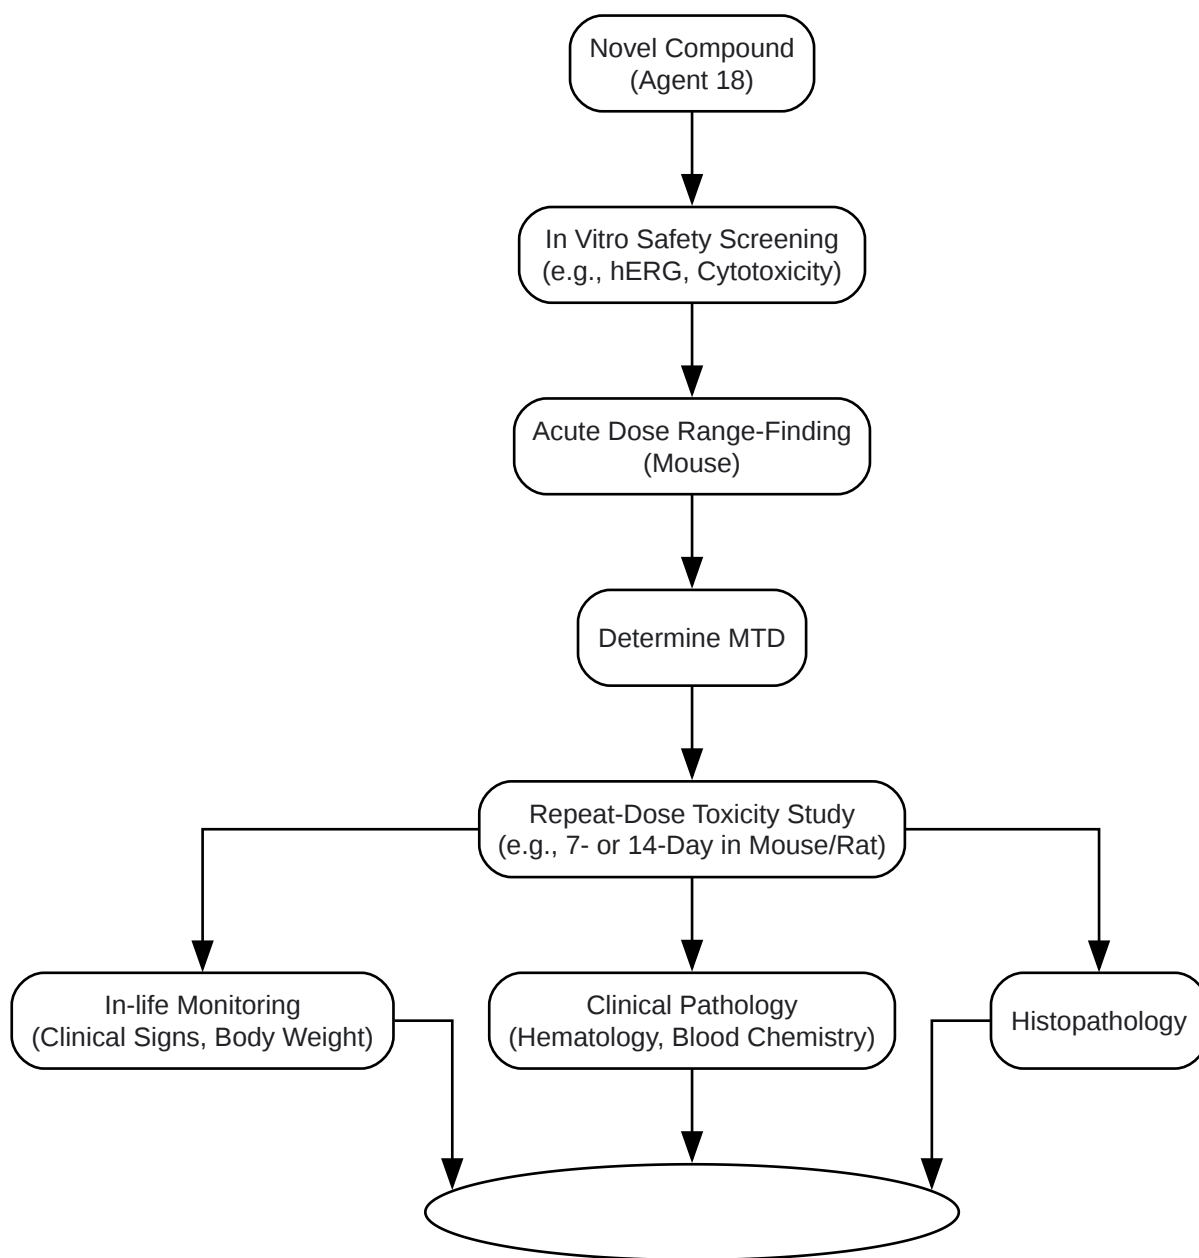 Novel Compound
(Agent 18)
In Vitro Safety Screening
(e.g., hERG, Cytotoxicity)
Acute Dose Range-Finding
(Mouse)
Determine MTD
Repeat-Dose Toxicity Study
(e.g., 7- or 14-Day in Mouse/Rat)
In-life Monitoring
(Clinical Signs, Body Weight)
Clinical Pathology
(Hematology, Blood Chemistry)
Histopathology